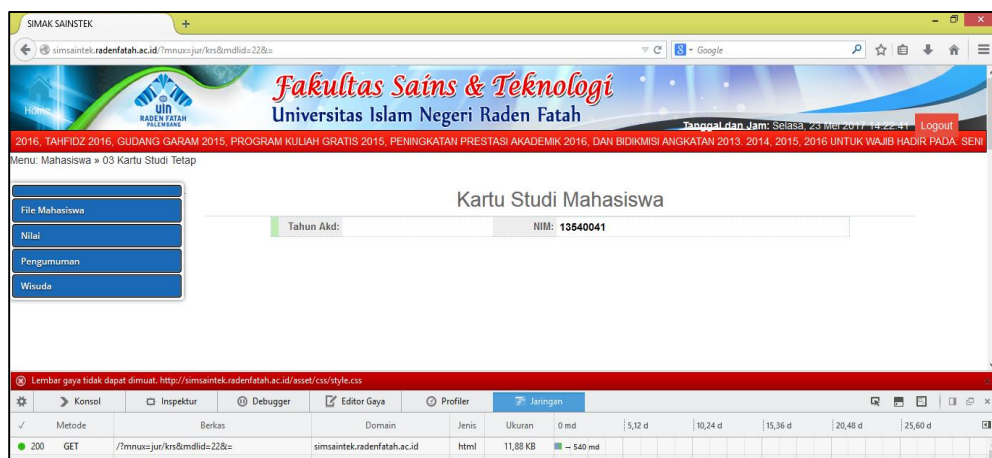 SIMAK SAINSTEK
simsaintek.radenfatah.ac.id/?mnux=jur/krs&mdlid=22&=
Google
Home
uin
RADEN FATAH
PALEMBANG
Fakultas Sains & Teknologi
Universitas Islam Negeri Raden Fatah
Tanggal dan Jam: Selasa, 23 Mei 2017 14:22:41 Logout
2016, TAHFIDZ 2016, GUDANG GARAM 2015, PROGRAM KULIAH GRATIS 2015, PENINGKATAN PRESTASI AKADEMIK 2016, DAN BIDIKMISI ANGKATAN 2013. 2014, 2015, 2016 UNTUK WAJIB HADIR PADA: SENI
Menu: Mahasiswa » 03 Kartu Studi Tetap
File Mahasiswa
Nilai
Pengumuman
Wisuda
Kartu Studi Mahasiswa
Tahun Akd: NIM: 13540041
Lembar gaya tidak dapat dimuat. http://simsaintek.radenfatah.ac.id/asset/css/style.css
Konsol Inspektur Debugger Editor Gaya Profiler Jaringan
✓ Metode Berkas Domain Jenis Ukuran 0 md 5,12 d 10,24 d 15,36 d 20,48 d 25,60 d
200 GET /?mnux=jur/krs&mdlid=22&= simsaintek.radenfatah.ac.id html 11,88 KB → 540 md